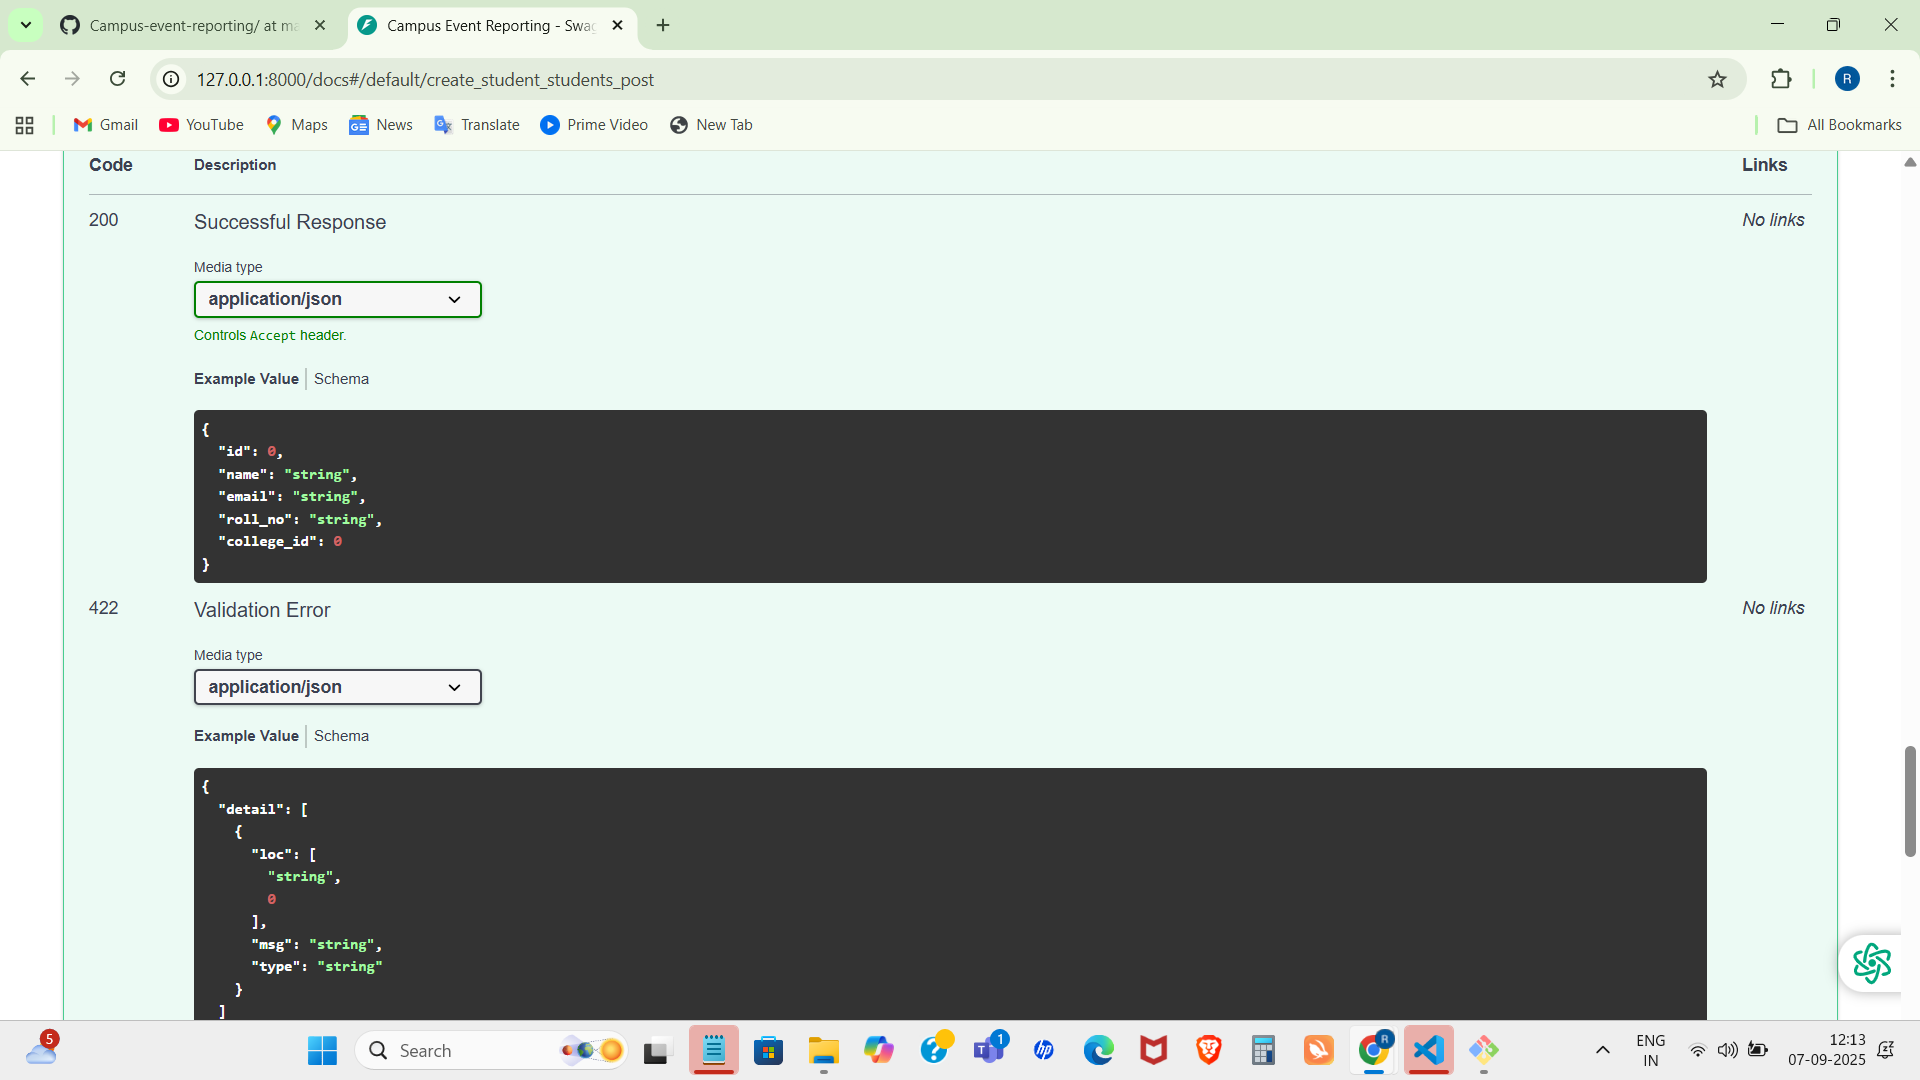 Campus-event-reporting/ at ma
Campus Event Reporting - Swag
127.0.0.1:8000/docs#/default/create_student_students_post
R
Gmail
YouTube
Maps
News
Translate
Prime Video
New Tab
All Bookmarks
Code Description Links
200 Successful Response No links
Media type
application/json
Controls Accept header.
Example Value Schema
{
"id": 0,
"name": "string",
"email": "string",
"roll_no": "string",
"college_id": 0
}
422 Validation Error No links
Media type
application/json
Example Value Schema
{
"detail": [
{
"loc": [
"string",
0
],
"msg": "string",
"type": "string"
}
]
5
Search
1
R
ENG
IN
12:13
07-09-2025